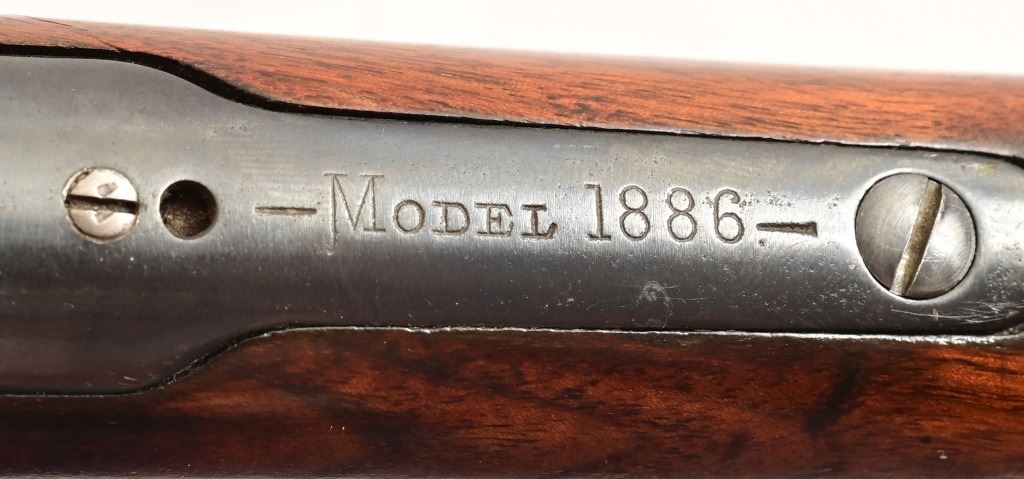 — MODEL 1886. —